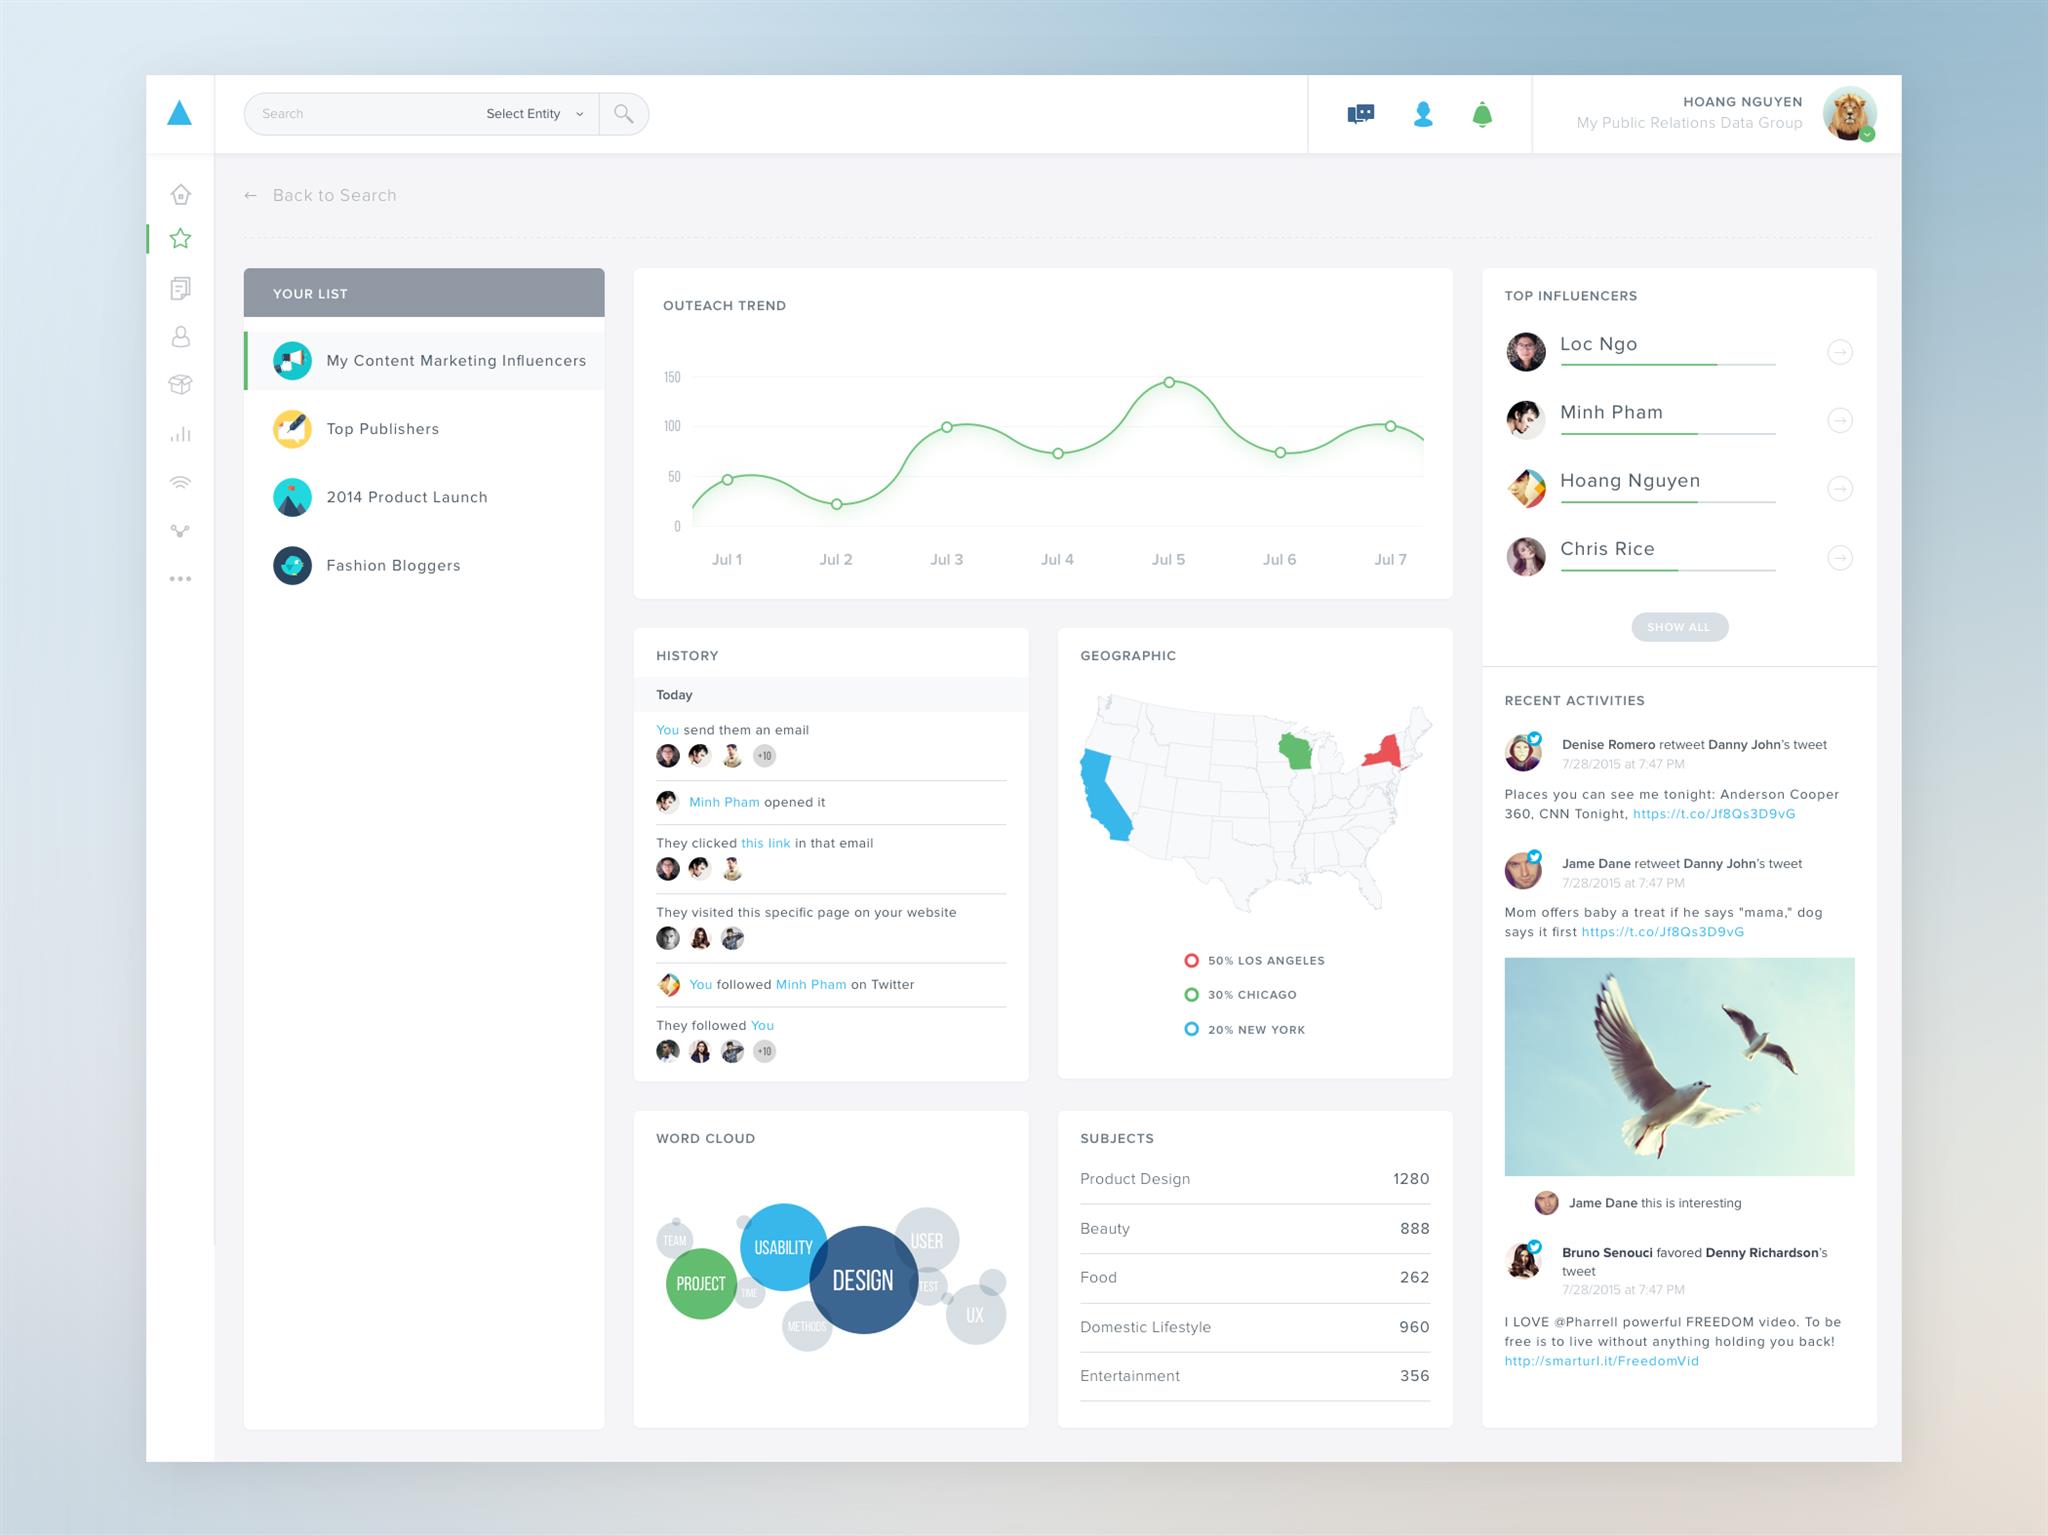 Search
Select Entity
HOANG NGUYEN
My Public Relations Data Group
Back to Search
YOUR LIST
My Content Marketing Influencers
Top Publishers
2014 Product Launch
Fashion Bloggers
OUTEACH TREND
150
100
50
0
Jul 1 Jul 2 Jul 3 Jul 4 Jul 5 Jul 6 Jul 7
HISTORY
Today
You send them an email
+10
Minh Pham opened it
They clicked this link in that email
They visited this specific page on your website
You followed Minh Pham on Twitter
They followed You
+10
GEOGRAPHIC
50% LOS ANGELES
30% CHICAGO
20% NEW YORK
WORD CLOUD
TEAM
PROJECT
USABILITY
TIME
METHODS
DESIGN
USER
TEST
UX
SUBJECTS
Product Design 1280
Beauty 888
Food 262
Domestic Lifestyle 960
Entertainment 356
TOP INFLUENCERS
Loc Ngo
Minh Pham
Hoang Nguyen
Chris Rice
SHOW ALL
RECENT ACTIVITIES
Denise Romero retweet Danny John's tweet
7/28/2015 at 7:47 PM
Places you can see me tonight: Anderson Cooper
360, CNN Tonight, https://t.co/Jf8Qs3D9vG
Jame Dane retweet Danny John's tweet
7/28/2015 at 7:47 PM
Mom offers baby a treat if he says "mama," dog
says it first https://t.co/Jf8Qs3D9vG
Jame Dane this is interesting
Bruno Senouci favored Denny Richardson's
tweet
7/28/2015 at 7:47 PM
I LOVE @Pharrell powerful FREEDOM video. To be
free is to live without anything holding you back!
http://smarturl.it/FreedomVid